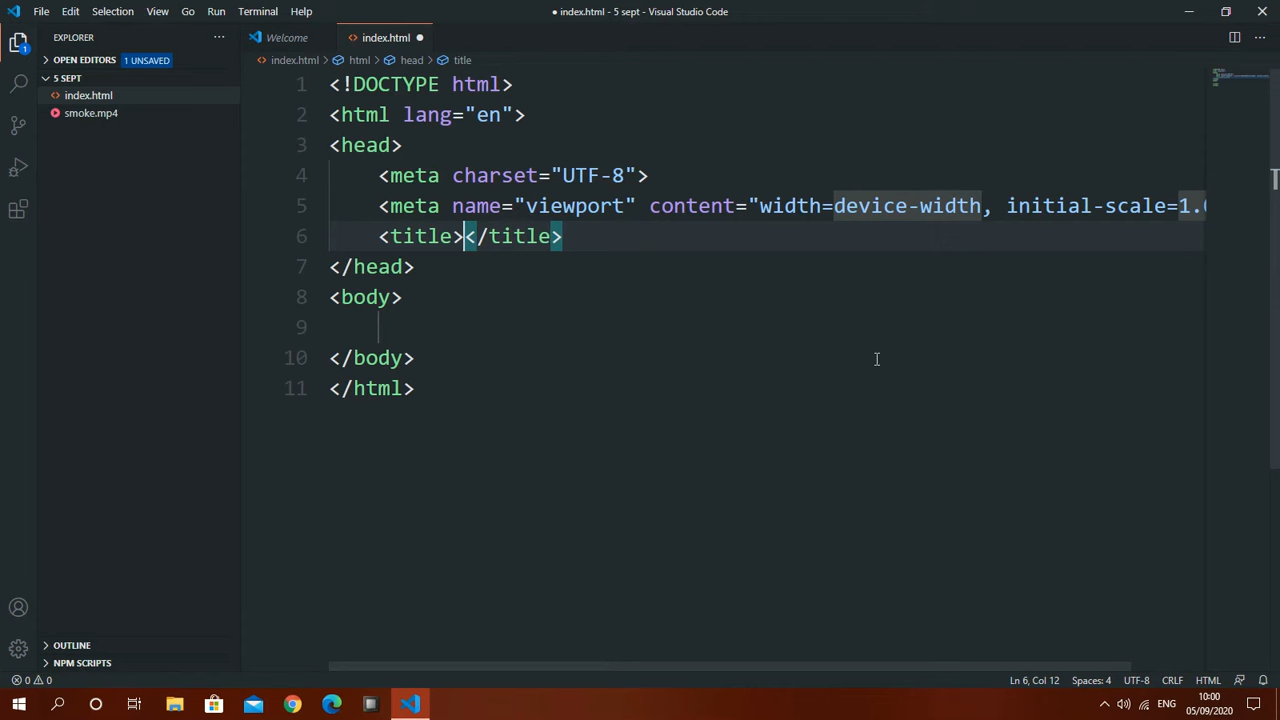 File Edit Selection View Go Run Terminal Help
● index.html - 5 sept - Visual Studio Code
EXPLORER
Welcome
index.html
OPEN EDITORS 1 UNSAVED
index.html > html > head > title
5 SEPT
index.html
smoke.mp4
1
1 <!DOCTYPE html>
2 <html lang="en">
3 <head>
4 <meta charset="UTF-8">
5 <meta name="viewport" content="width=device-width, initial-scale=1.0
6 <title></title>
7 </head>
8 <body>
9
10 </body>
11 </html>
OUTLINE
NPM SCRIPTS
0 0
Ln 6, Col 12 Spaces: 4 UTF-8 CRLF HTML
ENG
10:00
05/09/2020